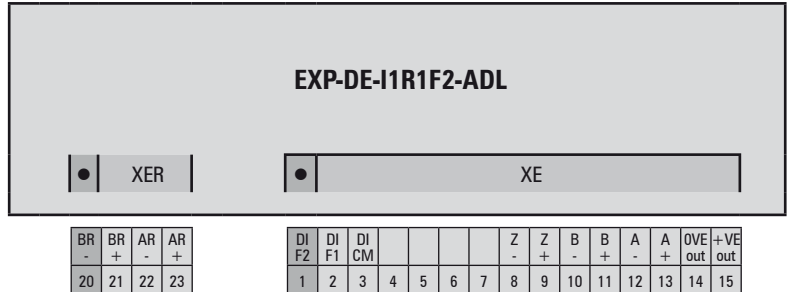 EXP-DE-I1R1F2-ADL
● XER ● XE
BR BR AR AR DI DI DI Z Z B B A A 0VE +VE
- + - + F2 F1 CM - + - + - + out out
20 21 22 23 1 2 3 4 5 6 7 8 9 10 11 12 13 14 15